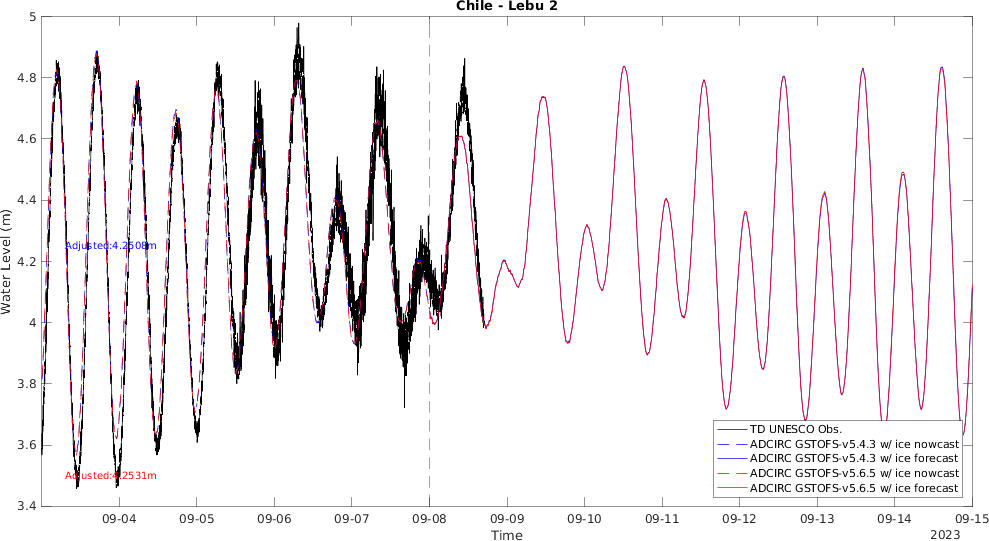 Chile - Lebu 2
5
4.8
4.6
4.4
4.2
4
3.8
3.6
3.4
Water Level (m)
Adjusted:4.2508m
Adjusted:4.2531m
TD UNESCO Obs.
ADCIRC GSTOFS-v5.4.3 w/ ice nowcast
ADCIRC GSTOFS-v5.4.3 w/ ice forecast
ADCIRC GSTOFS-v5.6.5 w/ ice nowcast
ADCIRC GSTOFS-v5.6.5 w/ ice forecast
09-04 09-05 09-06 09-07 09-08 09-09 09-10 09-11 09-12 09-13 09-14 09-15
Time
2023